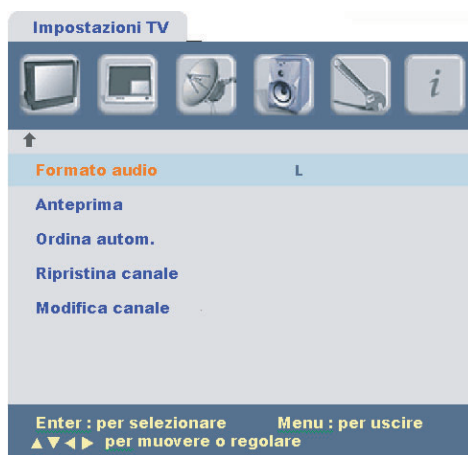 Impostazioni TV
i
Formato audio L
Anteprima
Ordina autom.
Ripristina canale
Modifica canale
Enter : per selezionare Menu : per uscire
▲▼◀▶ per muovere o regolare